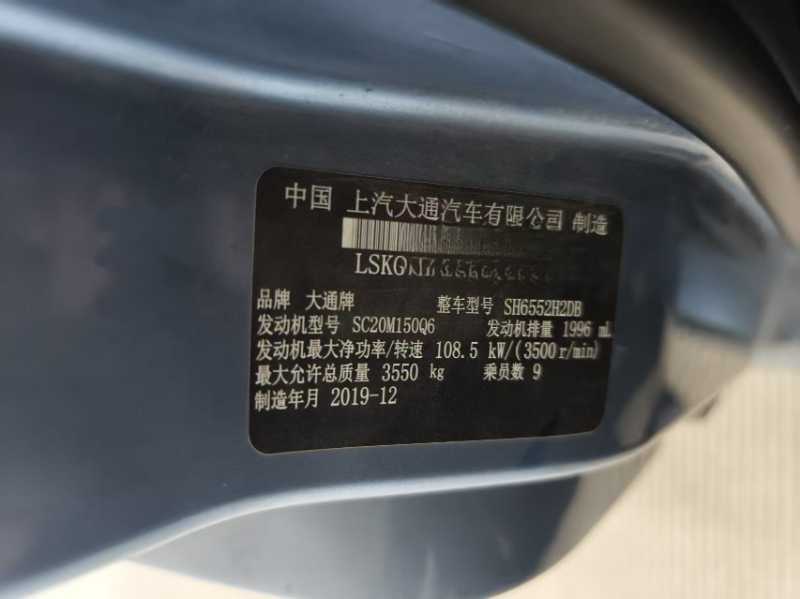 中国 上汽大通汽车有限公司 制造
品牌 大通牌 整车型号 SH6552H2DB
发动机型号 SC20M150Q6 发动机排量 1996 mL
发动机最大净功率/转速 108.5 kW/(3500r/min)
最大允许总质量 3550 kg 乘员数 9
制造年月 2019-12